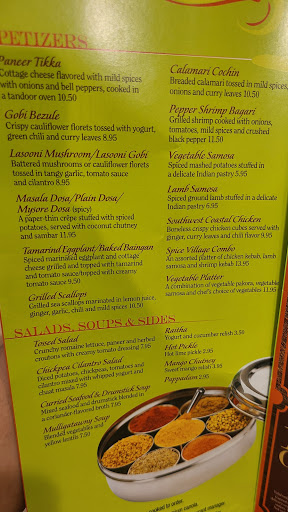 PETIZERS
Paneer Tikka
Cottage cheese flavored with mild spices
with onions and bell peppers, cooked in
a tandoor oven 10.50
Gobi Bezule
Crispy cauliflower florets tossed with yogurt,
green chili and curry leaves 8.95
Lasooni Mushroom/Lasooni Gobi
Battered mushrooms or cauliflower florets
tossed in tangy garlic, tomato sauce
and cilantro 8.95
Masala Dosa/Plain Dosa/
Mysore Dosa (spicy)
A paper thin crêpe stuffed with spiced
potatoes, served with coconut chutney
and sambar 11.95
Tamarind Eggplant/Baked Baingan
Spiced marinated eggplant and cottage
cheese grilled and topped with tamarind
and tomato sauce topped with creamy
tomato sauce 9.50
Grilled Scallops
Grilled sea scallops marinated in lemon juice,
ginger, garlic, chili and mild spices 10.50
Calamari Cochin
Breaded calamari tossed in mild spices,
onions and curry leaves 10.50
Pepper Shrimp Bagari
Grilled shrimp cooked with onions,
tomatoes, mild spices and crushed
black pepper 11.50
Vegetable Samosa
Spiced mashed potatoes stuffed in
a delicate Indian pastry 5.95
Lamb Samosa
Spiced ground lamb stuffed in a delicate
Indian pastry 6.95
Southwest Coastal Chicken
Boneless crispy chicken cubes served with
ginger, curry leaves and chili flavor 8.95
Spice Village Combo
An assorted platter of chicken kebab, lamb
samosa and shrimp kebab 13.95
Vegetable Platter
A combination of vegetable pakora, vegetable
samosa and chef's choice of vegetables 11.95
SALADS, SOUPS & SIDES
Tossed Salad
Crunchy romaine lettuce, paneer and herbed
croutons with creamy tomato dressing 7.95
Chickpea Cilantro Salad
Diced potatoes, chickpeas, tomatoes and
cilantro mixed with whipped yogurt and
chaat masala 7.95
Curried Seafood & Drumstick Soup
Mixed seafood and drumstick blended in
a coriander-flavored broth 7.95
Mulligatawny Soup
Blended vegetables and
yellow lentils 7.50
Raitha
Yogurt and cucumber relish 3.50
Hot Pickle
Hot lime pickle 2.95
Mango Chutney
Sweet mango relish 3.95
Pappadam 2.95
cooked to order.
manager.